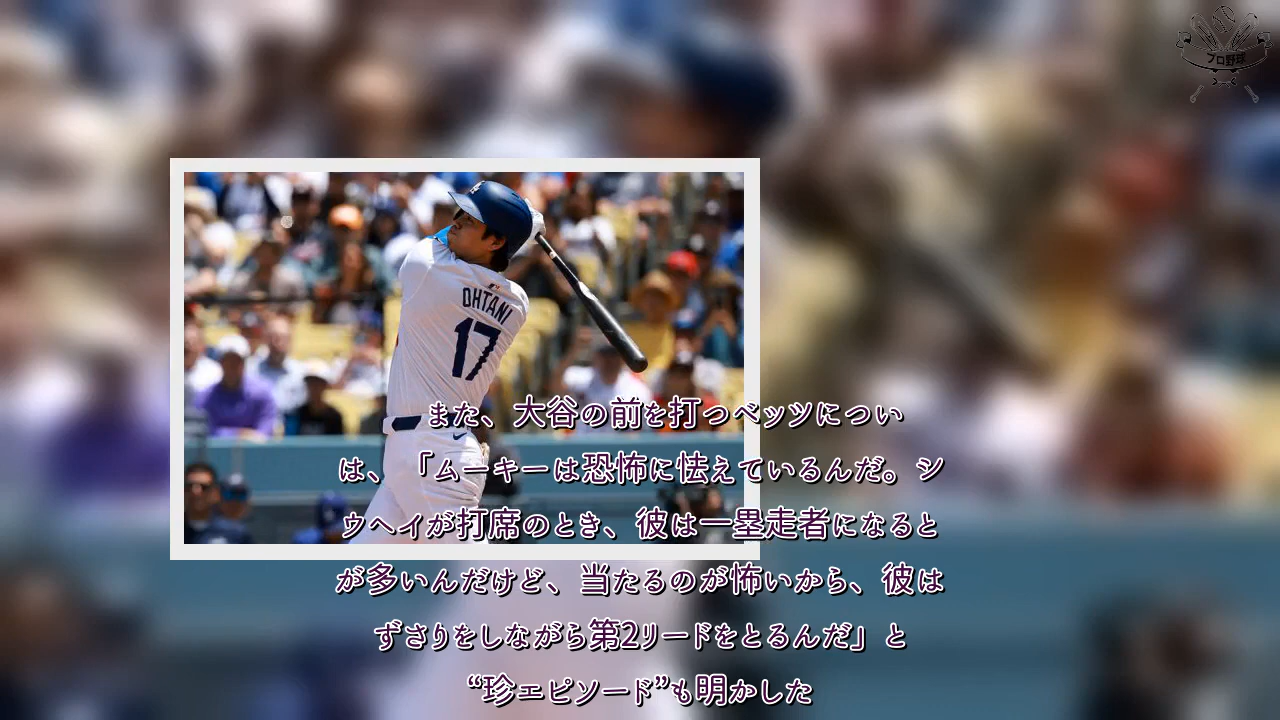 プロ野球
OHTANI
17
また、大谷の前を打つベッツについ
は、「ムーキーは恐怖に怯えているんだ。シ
ウヘイが打席のとき、彼は一塁走者になると
が多いんだけど、当たるのが怖いから、彼は
ずさりをしながら第2リードをとるんだ」と
“珍エピソード”も明かした